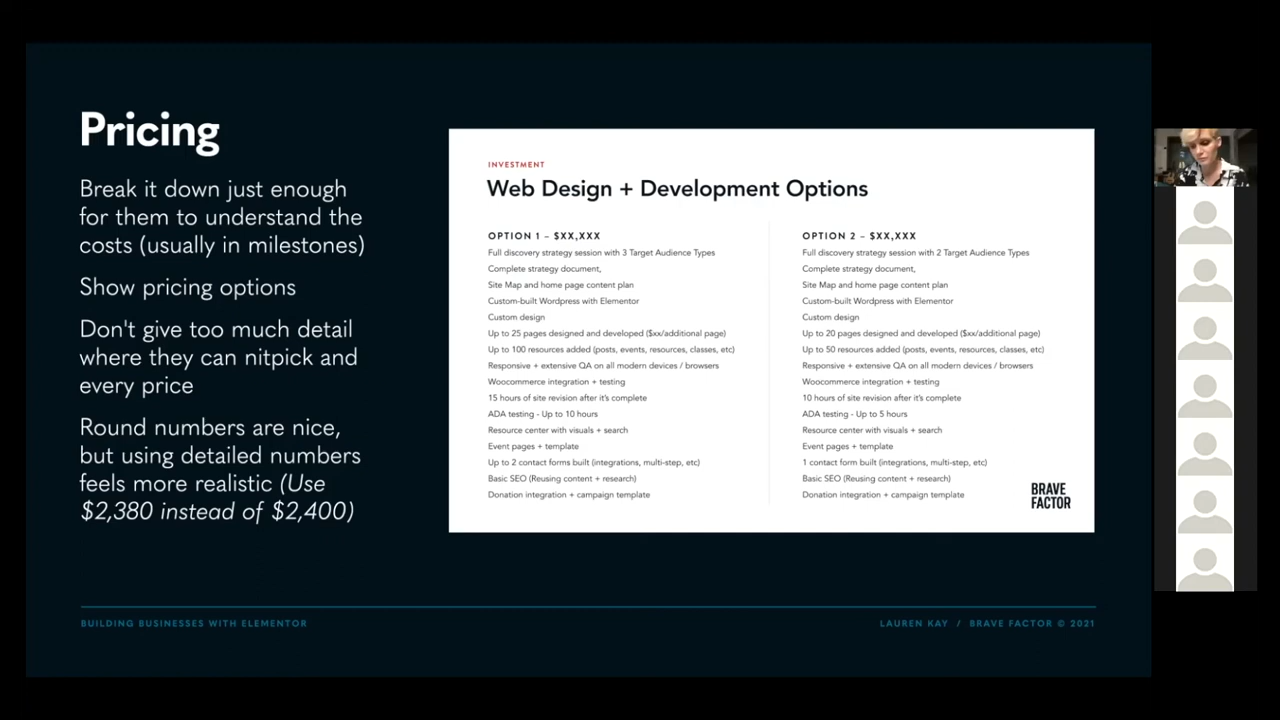 Pricing
Break it down just enough
for them to understand the
costs (usually in milestones)
Show pricing options
Don't give too much detail
where they can nitpick and
every price
Round numbers are nice,
but using detailed numbers
feels more realistic (Use
$2,380 instead of $2,400)
INVESTMENT
Web Design + Development Options
OPTION 1 – $XX,XXX
Full discovery strategy session with 3 Target Audience Types
Complete strategy document,
Site Map and home page content plan
Custom-built Wordpress with Elementor
Custom design
Up to 25 pages designed and developed ($xx/additional page)
Up to 100 resources added (posts, events, resources, classes, etc)
Responsive + extensive QA on all modern devices / browsers
Woocommerce integration + testing
15 hours of site revision after it's complete
ADA testing - Up to 10 hours
Resource center with visuals + search
Event pages + template
Up to 2 contact forms built (integrations, multi-step, etc)
Basic SEO (Reusing content + research)
Donation integration + campaign template
OPTION 2 – $XX,XXX
Full discovery strategy session with 2 Target Audience Types
Complete strategy document,
Site Map and home page content plan
Custom-built Wordpress with Elementor
Custom design
Up to 20 pages designed and developed ($xx/additional page)
Up to 50 resources added (posts, events, resources, classes, etc)
Responsive + extensive QA on all modern devices / browsers
Woocommerce integration + testing
10 hours of site revision after it's complete
ADA testing - Up to 5 hours
Resource center with visuals + search
Event pages + template
1 contact form built (integrations, multi-step, etc)
Basic SEO (Reusing content + research)
Donation integration + campaign template
BRAVE
FACTOR
BUILDING BUSINESSES WITH ELEMENTOR
LAUREN KAY / BRAVE FACTOR © 2021